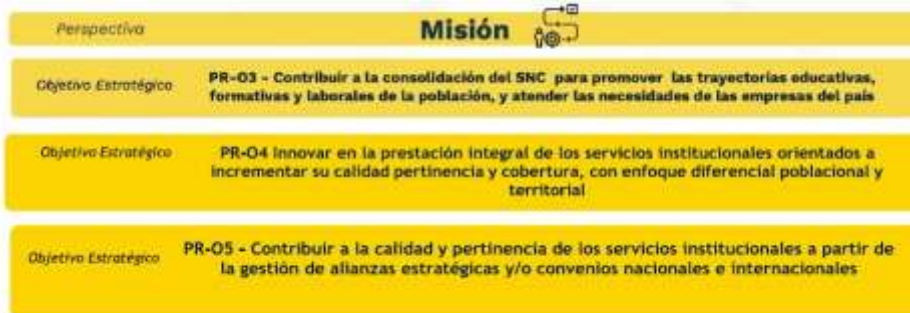 Perspectiva
Misión
Objetivo Estratégico
PR-O3 - Contribuir a la consolidación del SNC para promover las trayectorias educativas,
formativas y laborales de la población, y atender las necesidades de las empresas del país
Objetivo Estratégico
PR-O4 Innovar en la prestación integral de los servicios institucionales orientados a
incrementar su calidad pertinencia y cobertura, con enfoque diferencial poblacional y
territorial
Objetivo Estratégico
PR-O5 - Contribuir a la calidad y pertinencia de los servicios institucionales a partir de
la gestión de alianzas estratégicas y/o convenios nacionales e internacionales